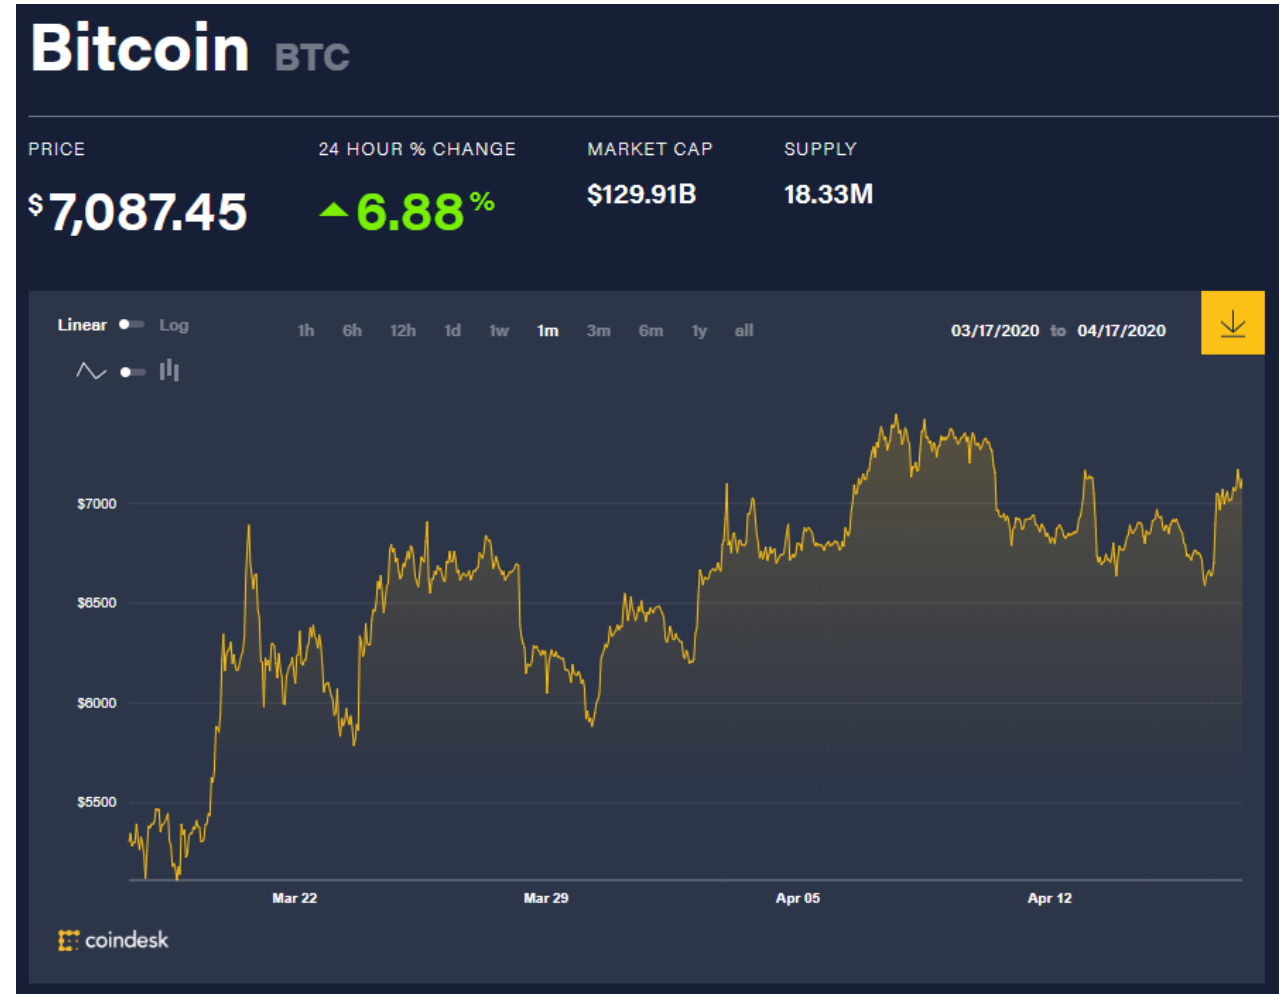 Bitcoin BTC
PRICE 24 HOUR % CHANGE MARKET CAP SUPPLY
$7,087.45 6.88% $129.91B 18.33M
Linear Log 1h 6h 12h 1d 1w 1m 3m 6m 1y all 03/17/2020 to 04/17/2020
$7000
$6500
$6000
$5500
Mar 22 Mar 29 Apr 05 Apr 12
coindesk